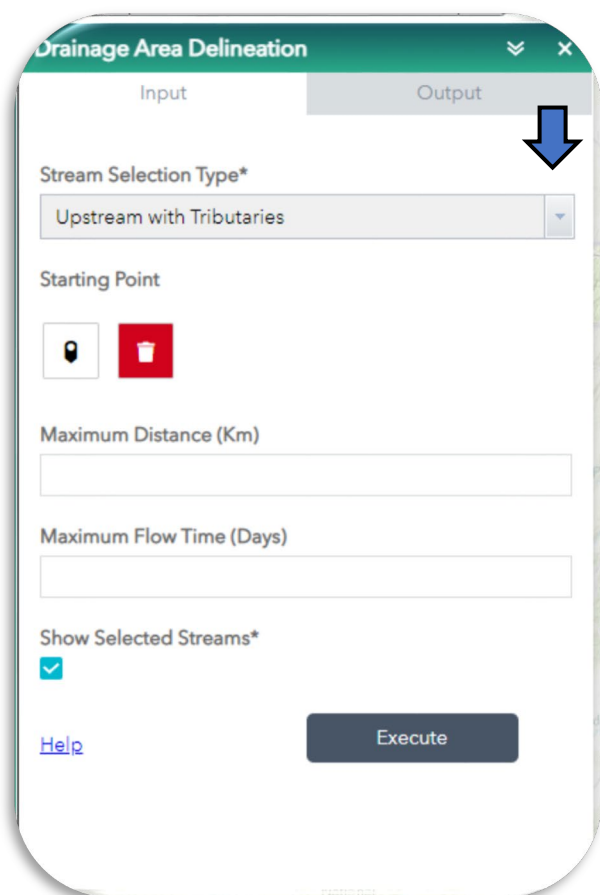 Drainage Area Delineation
Input
Output
Stream Selection Type*
Upstream with Tributaries
Starting Point
Maximum Distance (Km)
Maximum Flow Time (Days)
Show Selected Streams*
Help
Execute